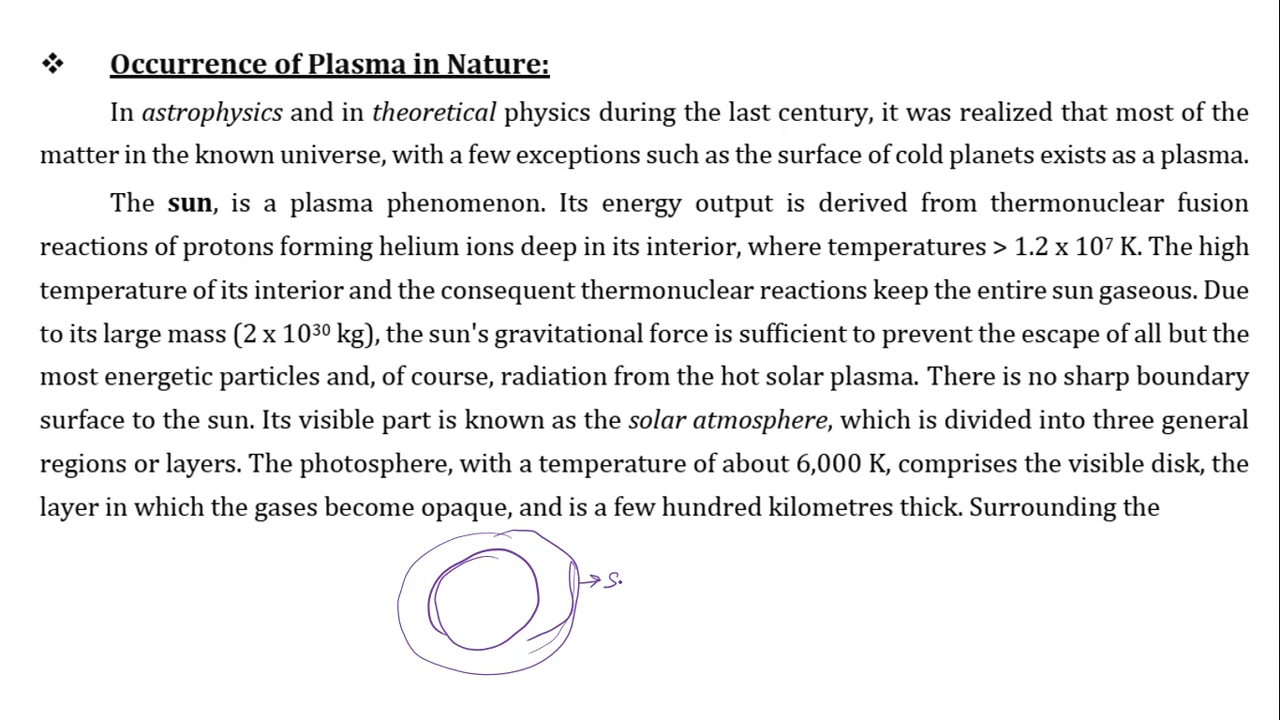 ❖ Occurrence of Plasma in Nature:
In astrophysics and in theoretical physics during the last century, it was realized that most of the
matter in the known universe, with a few exceptions such as the surface of cold planets exists as a plasma.
The sun, is a plasma phenomenon. Its energy output is derived from thermonuclear fusion
reactions of protons forming helium ions deep in its interior, where temperatures > 1.2 x 10⁷ K. The high
temperature of its interior and the consequent thermonuclear reactions keep the entire sun gaseous. Due
to its large mass (2 x 10³⁰ kg), the sun's gravitational force is sufficient to prevent the escape of all but the
most energetic particles and, of course, radiation from the hot solar plasma. There is no sharp boundary
surface to the sun. Its visible part is known as the solar atmosphere, which is divided into three general
regions or layers. The photosphere, with a temperature of about 6,000 K, comprises the visible disk, the
layer in which the gases become opaque, and is a few hundred kilometres thick. Surrounding the
→ S.